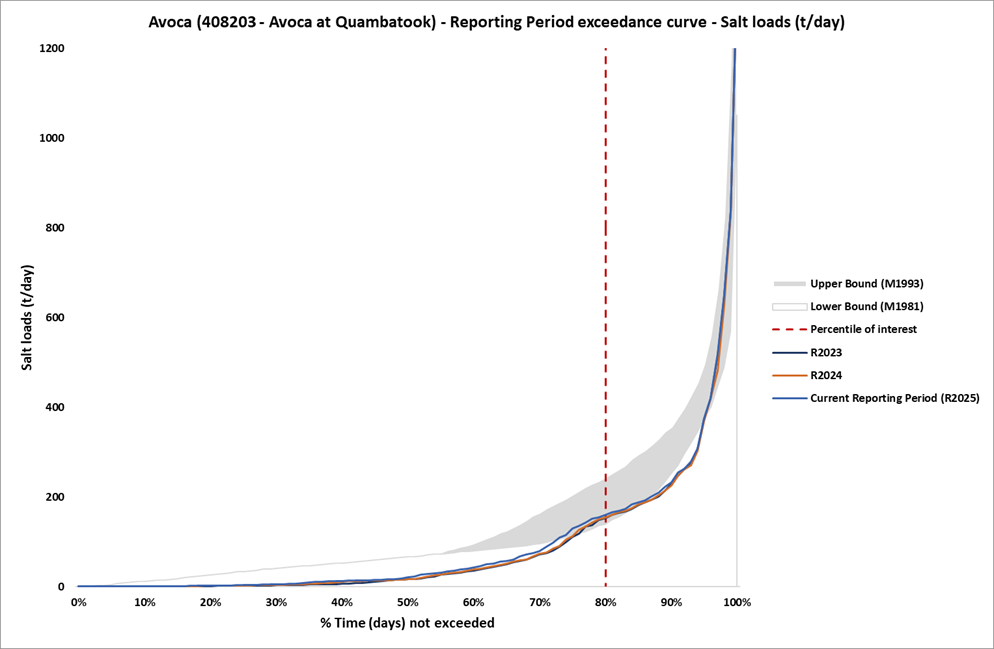 Avoca (408203 - Avoca at Quambatook) - Reporting Period exceedance curve - Salt loads (t/day)
1200
1000
800
600
400
200
0
Salt loads (t/day)
0% 10% 20% 30% 40% 50% 60% 70% 80% 90% 100%
% Time (days) not exceeded
Upper Bound (M1993)
Lower Bound (M1981)
Percentile of interest
R2023
R2024
Current Reporting Period (R2025)